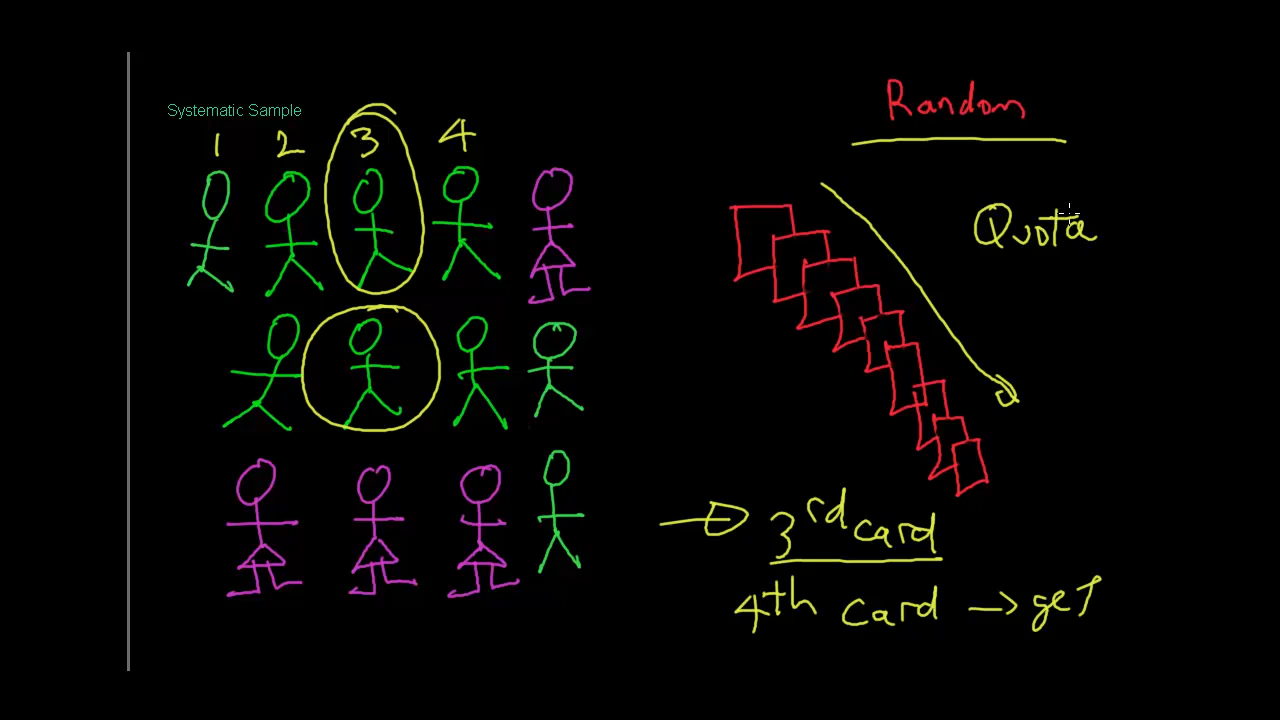 Systematic Sample
1 2 3 4
Random
Quota
3rd card
4th card → get